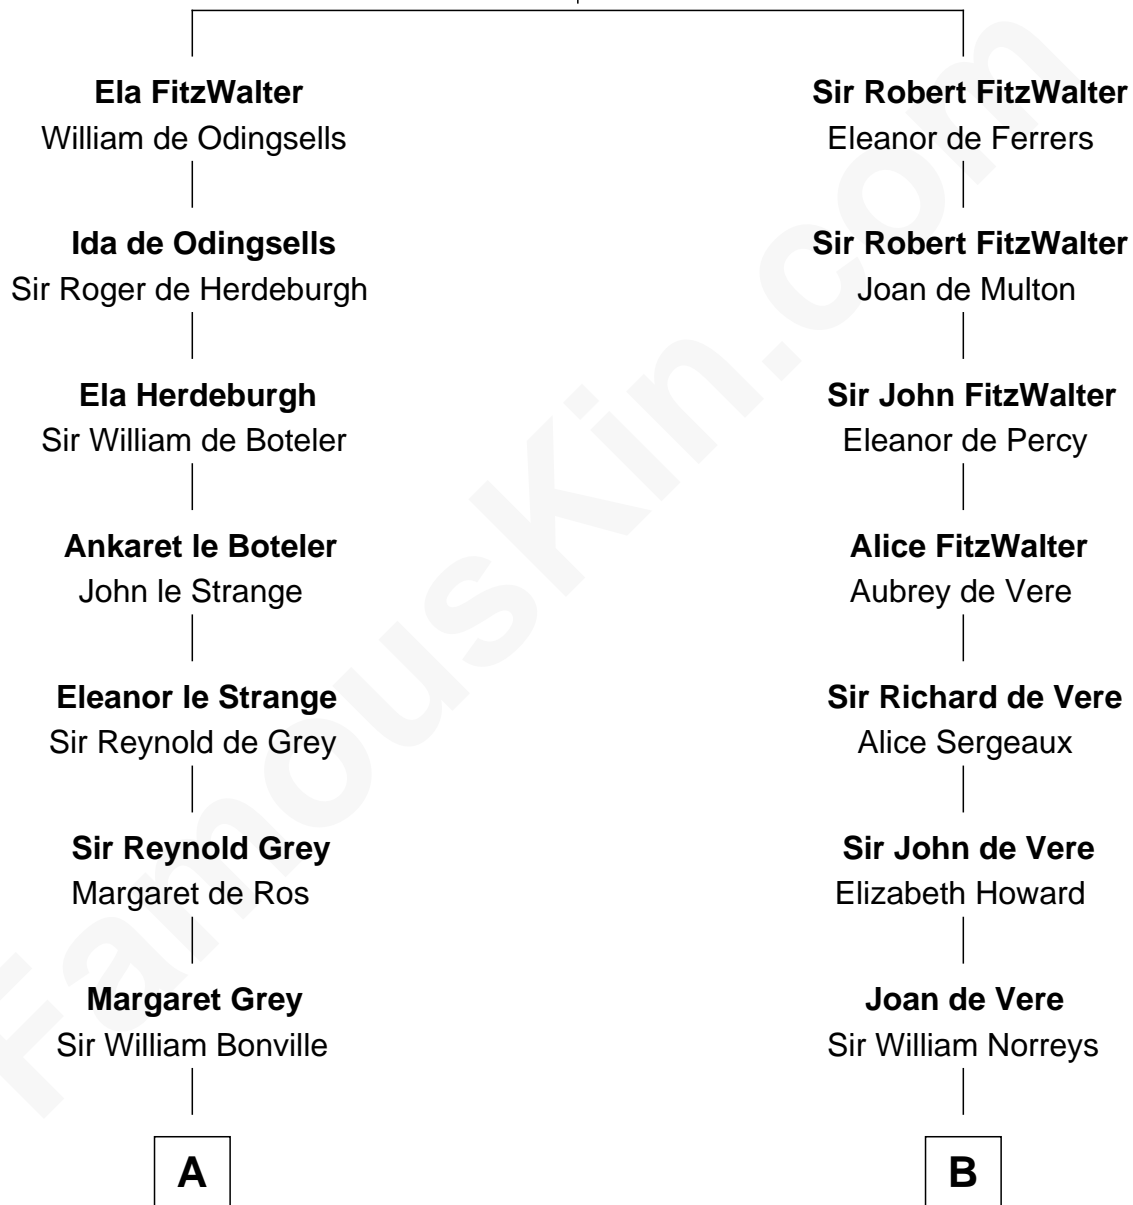 Ela FitzWalter
William de Odingsells
Sir Robert FitzWalter
Eleanor de Ferrers
Ida de Odingsells
Sir Roger de Herdeburgh
Sir Robert FitzWalter
Joan de Multon
Ela Herdeburgh
Sir William de Boteler
Sir John FitzWalter
Eleanor de Percy
Ankaret le Boteler
John le Strange
Alice FitzWalter
Aubrey de Vere
Eleanor le Strange
Sir Reynold de Grey
Sir Richard de Vere
Alice Sergeaux
Sir Reynold Grey
Margaret de Ros
Sir John de Vere
Elizabeth Howard
Margaret Grey
Sir William Bonville
Joan de Vere
Sir William Norreys
A
B
FamousKin.com